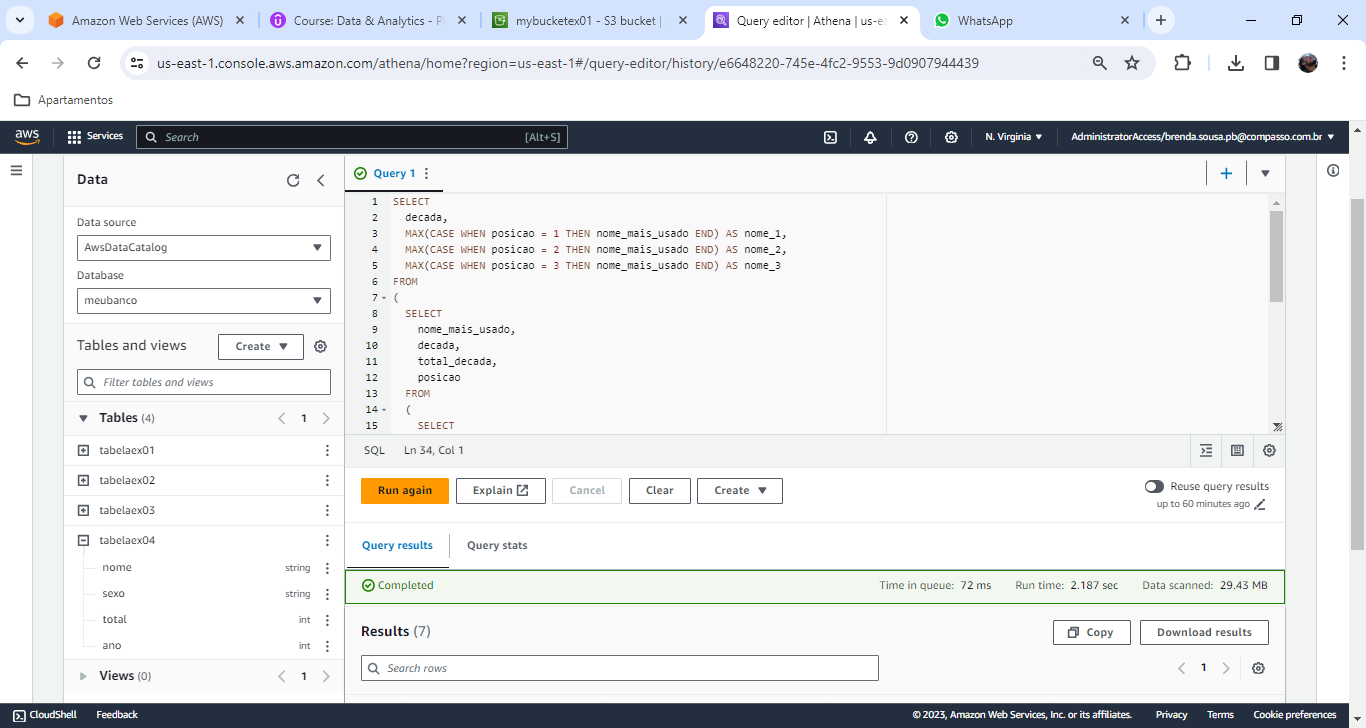 Amazon Web Services (AWS)
Course: Data & Analytics - P
mybucketex01 - S3 bucket |
Query editor | Athena | us-ea
WhatsApp
us-east-1.console.aws.amazon.com/athena/home?region=us-east-1#/query-editor/history/e6648220-745e-4fc2-9553-9d0907944439
Apartamentos
aws
Services
Search
[Alt+S]
N. Virginia
AdministratorAccess/brenda.sousa.pb@compasso.com.br
Data
Data source
AwsDataCatalog
Database
meubanco
Tables and views
Create
Filter tables and views
Tables (4)
1
tabelaex01
tabelaex02
tabelaex03
tabelaex04
nome string
sexo string
total int
ano int
Views (0)
1
Query 1
1 SELECT
2 decada,
3 MAX(CASE WHEN posicao = 1 THEN nome_mais_usado END) AS nome_1,
4 MAX(CASE WHEN posicao = 2 THEN nome_mais_usado END) AS nome_2,
5 MAX(CASE WHEN posicao = 3 THEN nome_mais_usado END) AS nome_3
6 FROM
7 (
8 SELECT
9 nome_mais_usado,
10 decada,
11 total_decada,
12 posicao
13 FROM
14 (
15 SELECT
SQL Ln 34, Col 1
Run again
Explain
Cancel
Clear
Create
Reuse query results
up to 60 minutes ago
Query results
Query stats
Completed
Time in queue: 72 ms
Run time: 2.187 sec
Data scanned: 29.43 MB
Results (7)
Copy
Download results
Search rows
1
CloudShell
Feedback
© 2023, Amazon Web Services, Inc. or its affiliates.
Privacy
Terms
Cookie preferences